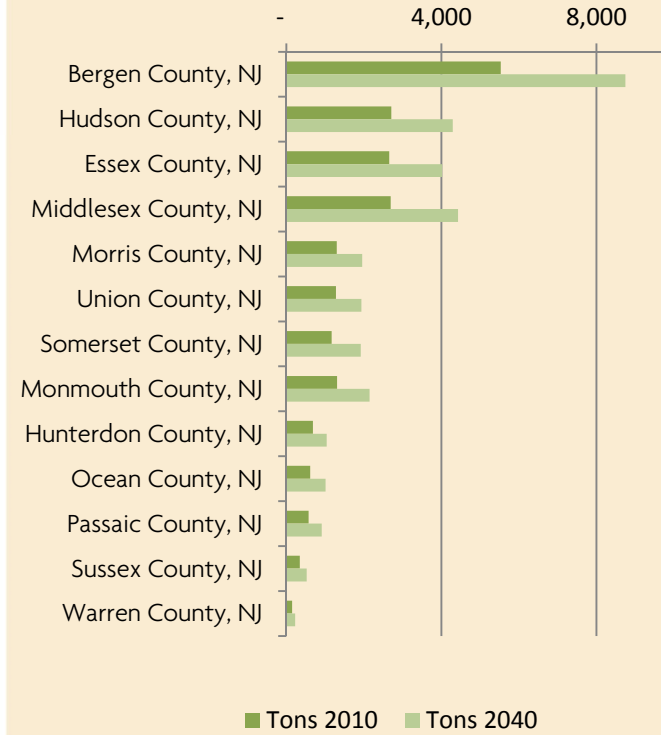 - 4,000 8,000
Bergen County, NJ
Hudson County, NJ
Essex County, NJ
Middlesex County, NJ
Morris County, NJ
Union County, NJ
Somerset County, NJ
Monmouth County, NJ
Hunterdon County, NJ
Ocean County, NJ
Passaic County, NJ
Sussex County, NJ
Warren County, NJ
Tons 2010 Tons 2040